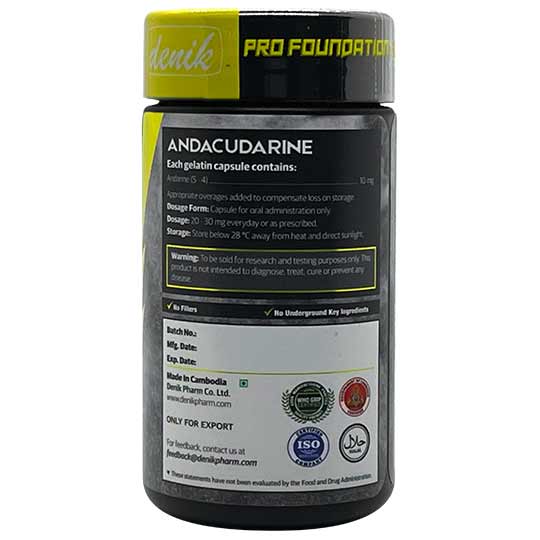 denik
PRO FOUNDATION
ANDACUDARINE
Each gelatin capsule contains:
Andarine (S - 4) 10 mg
Appropriate overages added to compensate loss on storage.
Dosage Form: Capsule for oral administration only.
Dosage: 20 - 30 mg everyday or as prescribed.
Storage: Store below 28 °C away from heat and direct sunlight.
Warning: To be sold for research and testing purposes only. This
product is not intended to diagnose, treat, cure or prevent any
disease.
✓ No Fillers ✓ No Underground Key Ingredients
Batch No.:
Mfg. Date:
Exp. Date:
Made in Cambodia
Denik Pharm Co. Ltd.
www.denikpharm.com
ONLY FOR EXPORT
For feedback, contact us at
feedback@denikpharm.com
WHO GMP
CERTIFIED
CERTIFIED
ISO
COMPANY
حلال
HALAL
These statements have not been evaluated by the Food and Drug Administration.